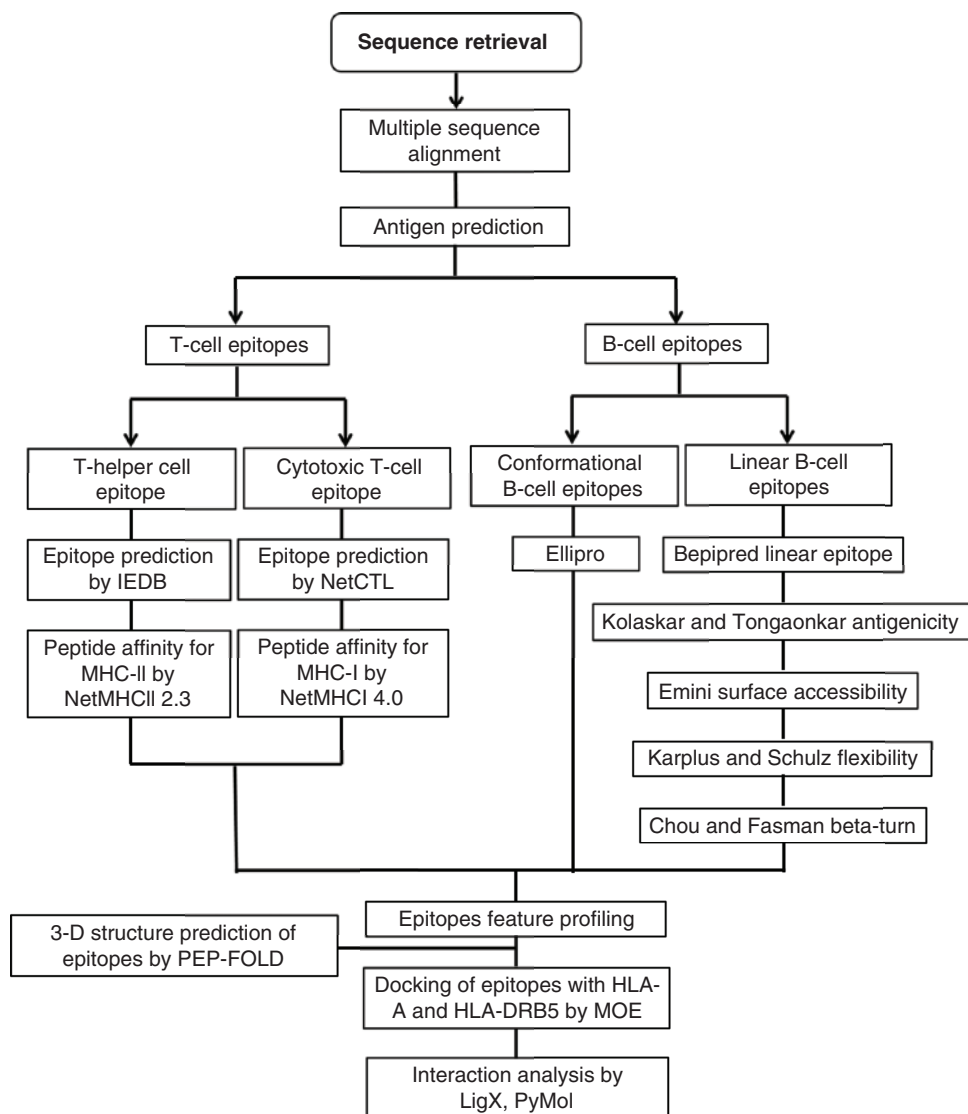 Sequence retrieval
Multiple sequence
alignment
Antigen prediction
T-cell epitopes
B-cell epitopes
T-helper cell
epitope
Cytotoxic T-cell
epitope
Conformational
B-cell epitopes
Linear B-cell
epitopes
Epitope prediction
by IEDB
Epitope prediction
by NetCTL
Ellipro
Bepipred linear epitope
Kolaskar and Tongaonkar antigenicity
Peptide affinity for
MHC-II by
NetMHCII 2.3
Peptide affinity for
MHC-I by
NetMHCI 4.0
Emini surface accessibility
Karplus and Schulz flexibility
Chou and Fasman beta-turn
Epitopes feature profiling
3-D structure prediction of
epitopes by PEP-FOLD
Docking of epitopes with HLA-
A and HLA-DRB5 by MOE
Interaction analysis by
LigX, PyMol